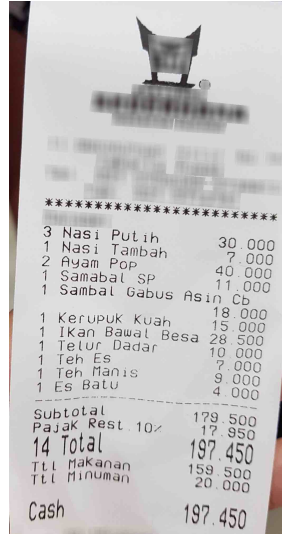 ************************
3 Nasi Putih 30.000
1 Nasi Tambah 7.000
2 Ayam Pop 40.000
1 Samabal SP 11.000
1 Sambal Gabus Asin Cb
18.000
1 Kerupuk Kuah 15.000
1 IKan Bawal Besa 28.500
1 Telur Dadar 10.000
1 Teh Es 7.000
1 Teh Manis 9.000
1 Es Batu 4.000
Subtotal 179.500
Pajak Rest.10% 17.950
14 Total 197.450
Ttl Makanan 159.500
Ttl Minuman 20.000
Cash 197.450